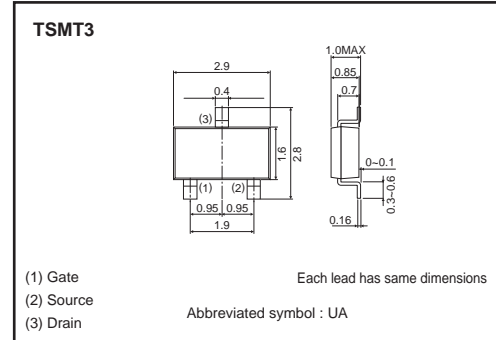 TSMT3
1.0MAX
2.9
0.85
0.4
0.7
(3)
1.6
2.8
0~0.1
(1) (2)
0.3~0.6
0.95 0.95
0.16
1.9
(1) Gate
Each lead has same dimensions
(2) Source
Abbreviated symbol : UA
(3) Drain